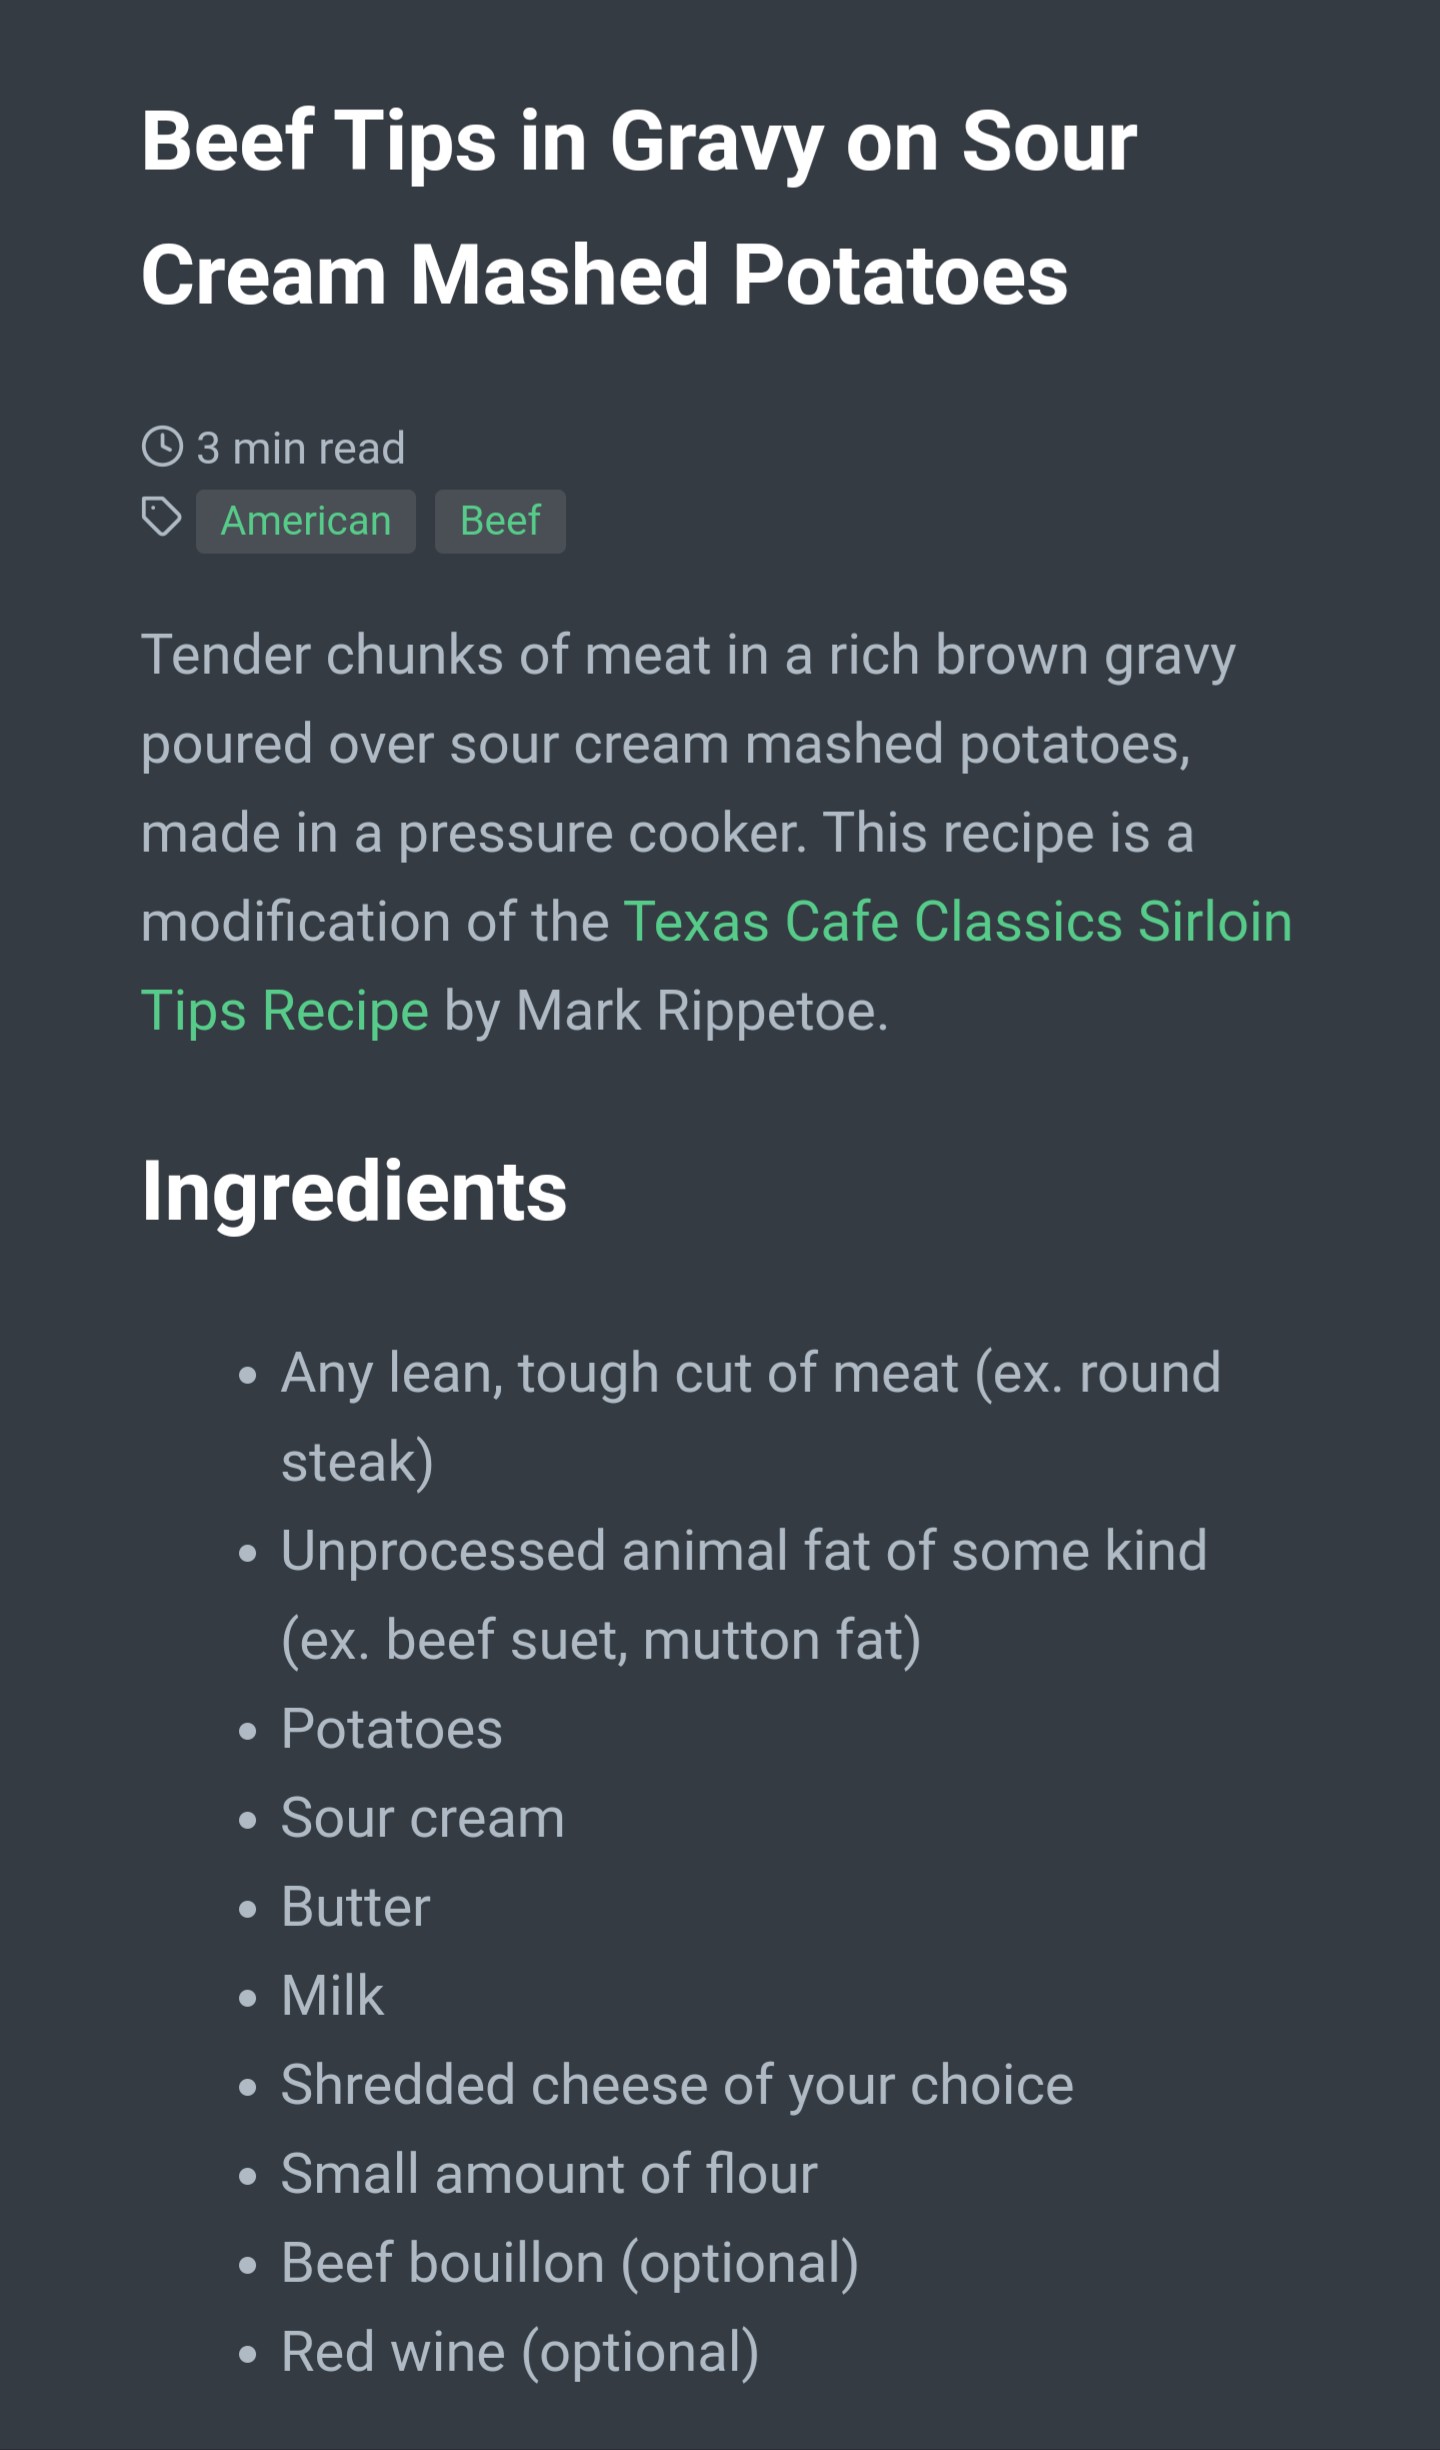 Beef Tips in Gravy on Sour
Cream Mashed Potatoes
3 min read
American Beef
Tender chunks of meat in a rich brown gravy
poured over sour cream mashed potatoes,
made in a pressure cooker. This recipe is a
modification of the Texas Cafe Classics Sirloin
Tips Recipe by Mark Rippetoe.
Ingredients
• Any lean, tough cut of meat (ex. round
steak)
• Unprocessed animal fat of some kind
(ex. beef suet, mutton fat)
• Potatoes
• Sour cream
• Butter
• Milk
• Shredded cheese of your choice
• Small amount of flour
• Beef bouillon (optional)
• Red wine (optional)